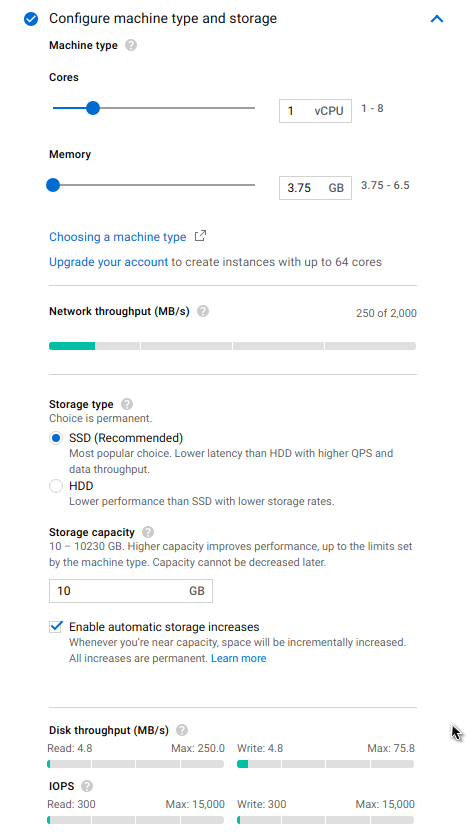 Configure machine type and storage
Machine type ?
Cores
1 vCPU 1 - 8
Memory
3.75 GB 3.75 - 6.5
Choosing a machine type
Upgrade your account to create instances with up to 64 cores
Network throughput (MB/s) ? 250 of 2,000
Storage type ?
Choice is permanent.
SSD (Recommended)
Most popular choice. Lower latency than HDD with higher QPS and
data throughput.
HDD
Lower performance than SSD with lower storage rates.
Storage capacity ?
10 – 10230 GB. Higher capacity improves performance, up to the limits set
by the machine type. Capacity cannot be decreased later.
10 GB
Enable automatic storage increases
Whenever you're near capacity, space will be incrementally increased.
All increases are permanent. Learn more
Disk throughput (MB/s) ?
Read: 4.8 Max: 250.0 Write: 4.8 Max: 75.8
IOPS ?
Read: 300 Max: 15,000 Write: 300 Max: 15,000